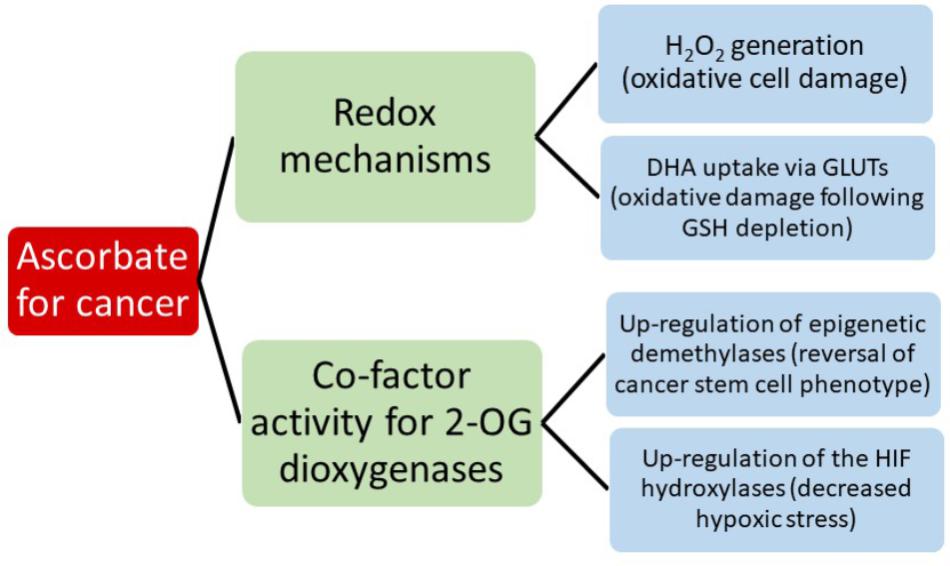 Ascorbate
for cancer
Redox
mechanisms
H₂O₂ generation
(oxidative cell damage)
DHA uptake via GLUTs
(oxidative damage following
GSH depletion)
Co-factor
activity for 2-OG
dioxygenases
Up-regulation of epigenetic
demethylases (reversal of
cancer stem cell phenotype)
Up-regulation of the HIF
hydroxylases (decreased
hypoxic stress)